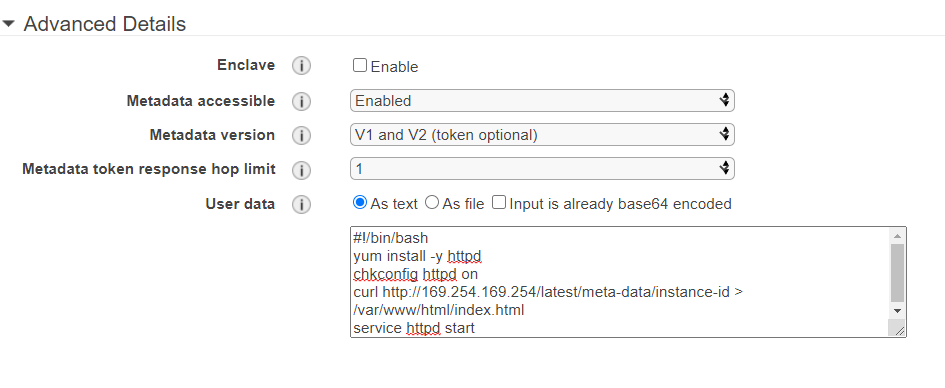 Advanced Details
Enclave i Enable
Metadata accessible i Enabled
Metadata version i V1 and V2 (token optional)
Metadata token response hop limit i 1
User data i As text As file Input is already base64 encoded
#!/bin/bash
yum install -y httpd
chkconfig httpd on
curl http://169.254.169.254/latest/meta-data/instance-id >
/var/www/html/index.html
service httpd start